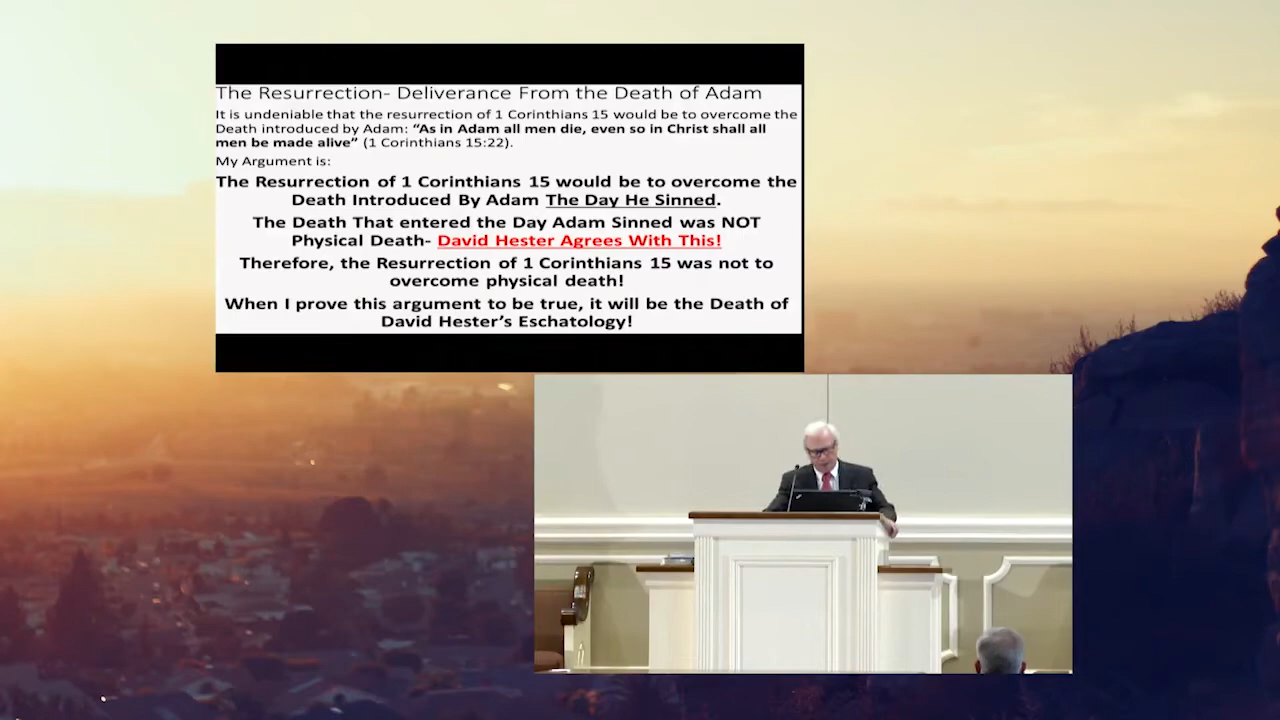 The Resurrection- Deliverance From the Death of Adam
It is undeniable that the resurrection of 1 Corinthians 15 would be to overcome the
Death introduced by Adam: “As in Adam all men die, even so in Christ shall all
men be made alive” (1 Corinthians 15:22).
My Argument is:
The Resurrection of 1 Corinthians 15 would be to overcome the
Death Introduced By Adam The Day He Sinned.
The Death That entered the Day Adam Sinned was NOT
Physical Death- David Hester Agrees With This!
Therefore, the Resurrection of 1 Corinthians 15 was not to
overcome physical death!
When I prove this argument to be true, it will be the Death of
David Hester’s Eschatology!